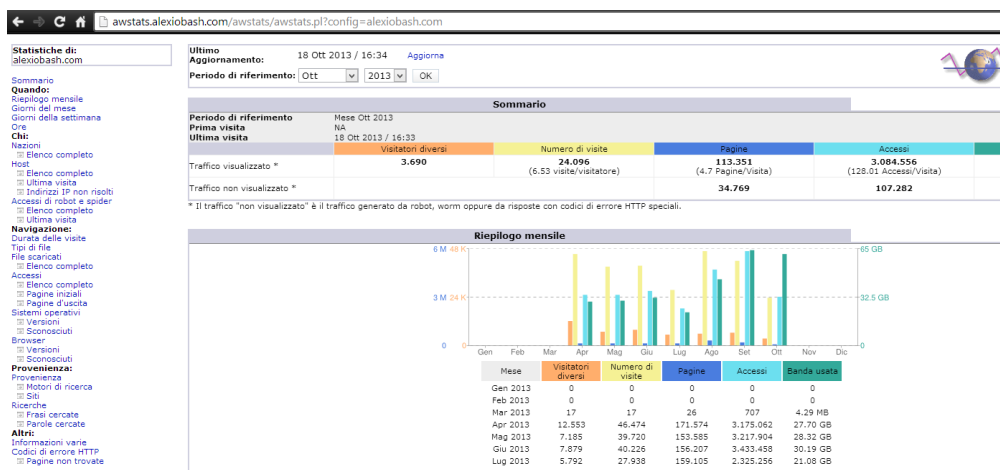 awstats.alexiobash.com/awstats/awstats.pl?config=alexiobash.com
Statistiche di:
alexiobash.com
Sommario
Quando:
Riepilogo mensile
Giorni del mese
Giorni della settimana
Ore
Chi:
Nazioni
Elenco completo
Host
Elenco completo
Ultima visita
Indirizzi IP non risolti
Accessi di robot e spider
Elenco completo
Ultima visita
Navigazione:
Durata delle visite
Tipi di file
File scaricati
Elenco completo
Accessi
Elenco completo
Pagine iniziali
Pagine d'uscita
Sistemi operativi
Versioni
Sconosciuti
Browser
Versioni
Sconosciuti
Provenienza:
Provenienza
Motori di ricerca
Siti
Ricerche
Frasi cercate
Parole cercate
Altri:
Informazioni varie
Codici di errore HTTP
Pagine non trovate
Ultimo Aggiornamento: 18 Ott 2013 / 16:34 Aggiorna
Periodo di riferimento: Ott 2013 OK
Sommario
Periodo di riferimento Mese Ott 2013
Prima visita NA
Ultima visita 18 Ott 2013 / 16:33
Visitatori diversi Numero di visite Pagine Accessi
Traffico visualizzato * 3.690 24.096 113.351 3.084.556
(6.53 visite/visitatore) (4.7 Pagine/Visita) (128.01 Accessi/Visita)
Traffico non visualizzato * 34.769 107.282
* Il traffico "non visualizzato" è il traffico generato da robot, worm oppure da risposte con codici di errore HTTP speciali.
Riepilogo mensile
6 M 48 K 65 GB
3 M 24 K 32.5 GB
0 0 0
Gen Feb Mar Apr Mag Giu Lug Ago Set Ott Nov Dic
Mese Visitatori diversi Numero di visite Pagine Accessi Banda usata
Gen 2013 0 0 0 0 0
Feb 2013 0 0 0 0 0
Mar 2013 17 17 26 707 4.29 MB
Apr 2013 12.553 46.474 171.574 3.175.062 27.70 GB
Mag 2013 7.185 39.720 153.585 3.217.904 28.32 GB
Giu 2013 7.879 40.226 156.207 3.433.458 30.19 GB
Lug 2013 5.792 27.938 159.105 2.325.256 21.08 GB